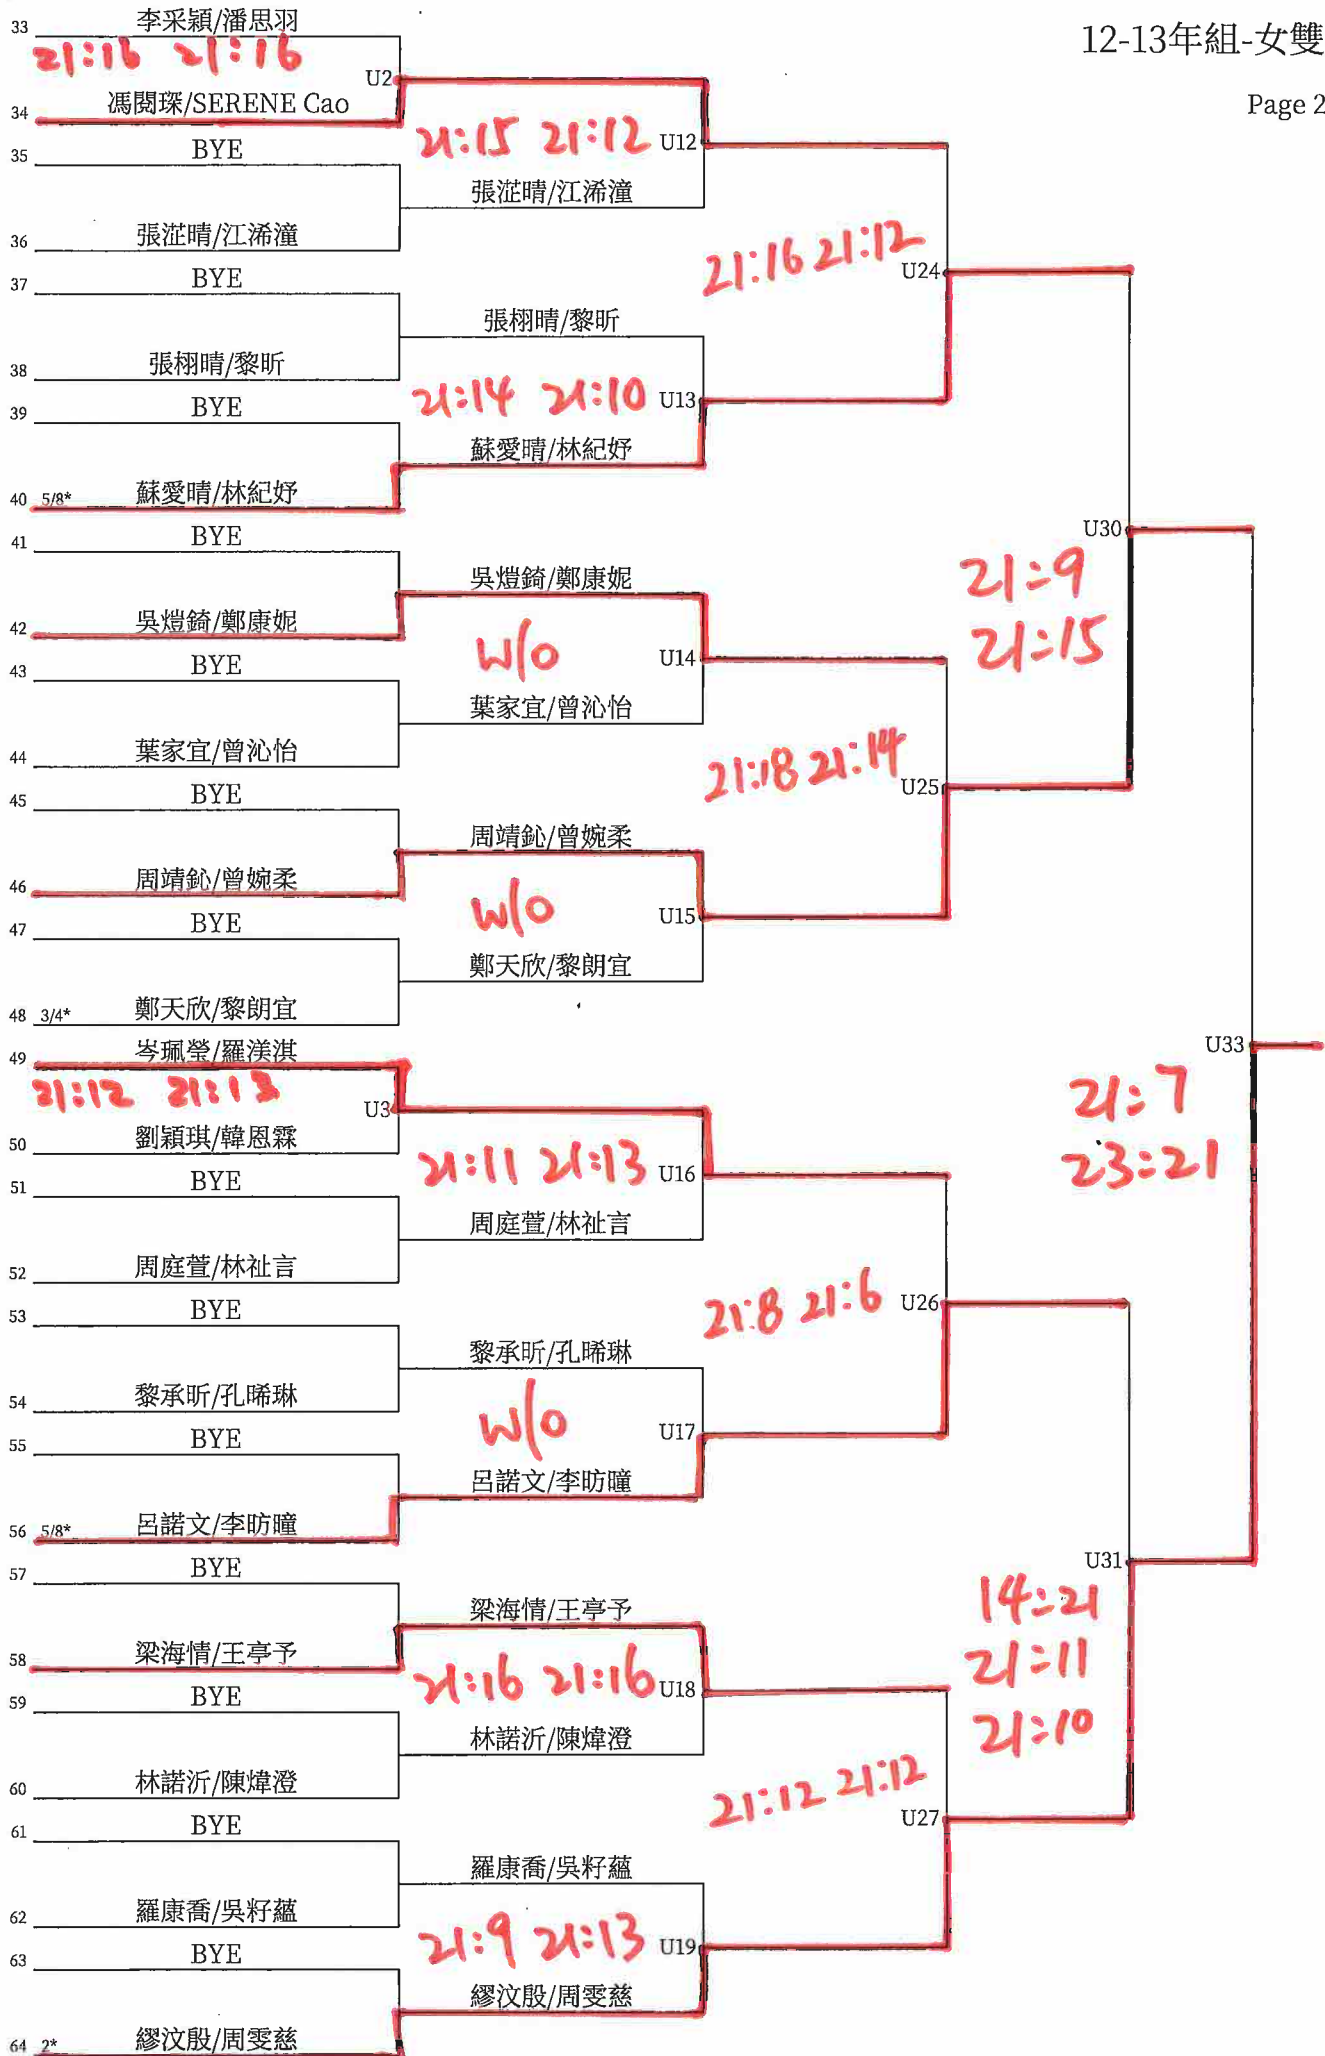 12-13年組-女雙
Page 2
33 李采穎/潘思羽
21:16 21:16
U2
34 馮閱琛/SERENE Cao
21:15 21:12 U12
35 BYE
張漄晴/江浠潼
36 張漄晴/江浠潼
21:16 21:12
U24
37 BYE
張栩晴/黎昕
38 張栩晴/黎昕
21:14 21:10 U13
39 BYE
蘇愛晴/林紀妤
40 5/8* 蘇愛晴/林紀妤
U30
41 BYE
21:9
21:15
吳愷錡/鄭康妮
42 吳愷錡/鄭康妮
W/O U14
43 BYE
葉家宜/曾沁怡
44 葉家宜/曾沁怡
21:18 21:14
U25
45 BYE
周靖鈊/曾婉柔
46 周靖鈊/曾婉柔
W/O U15
47 BYE
鄭天欣/黎朗宜
48 3/4* 鄭天欣/黎朗宜
U33
49 岑珮瑩/羅渼淇
21:12 21:13
U3
21:7
23:21
50 劉穎琪/韓恩霖
21:11 21:13 U16
51 BYE
周庭萱/林祉言
52 周庭萱/林祉言
21:8 21:6 U26
53 BYE
黎承昕/孔晞琳
54 黎承昕/孔晞琳
W/O U17
55 BYE
呂諾文/李昉曈
56 5/8* 呂諾文/李昉曈
U31
57 BYE
14:21
21:11
21:10
梁海情/王亭予
58 梁海情/王亭予
21:16 21:16 U18
59 BYE
林諾沂/陳煒澄
60 林諾沂/陳煒澄
21:12 21:12
U27
61 BYE
羅康喬/吳籽蘊
62 羅康喬/吳籽蘊
21:9 21:13 U19
63 BYE
繆汶殷/周雯慈
64 2* 繆汶殷/周雯慈